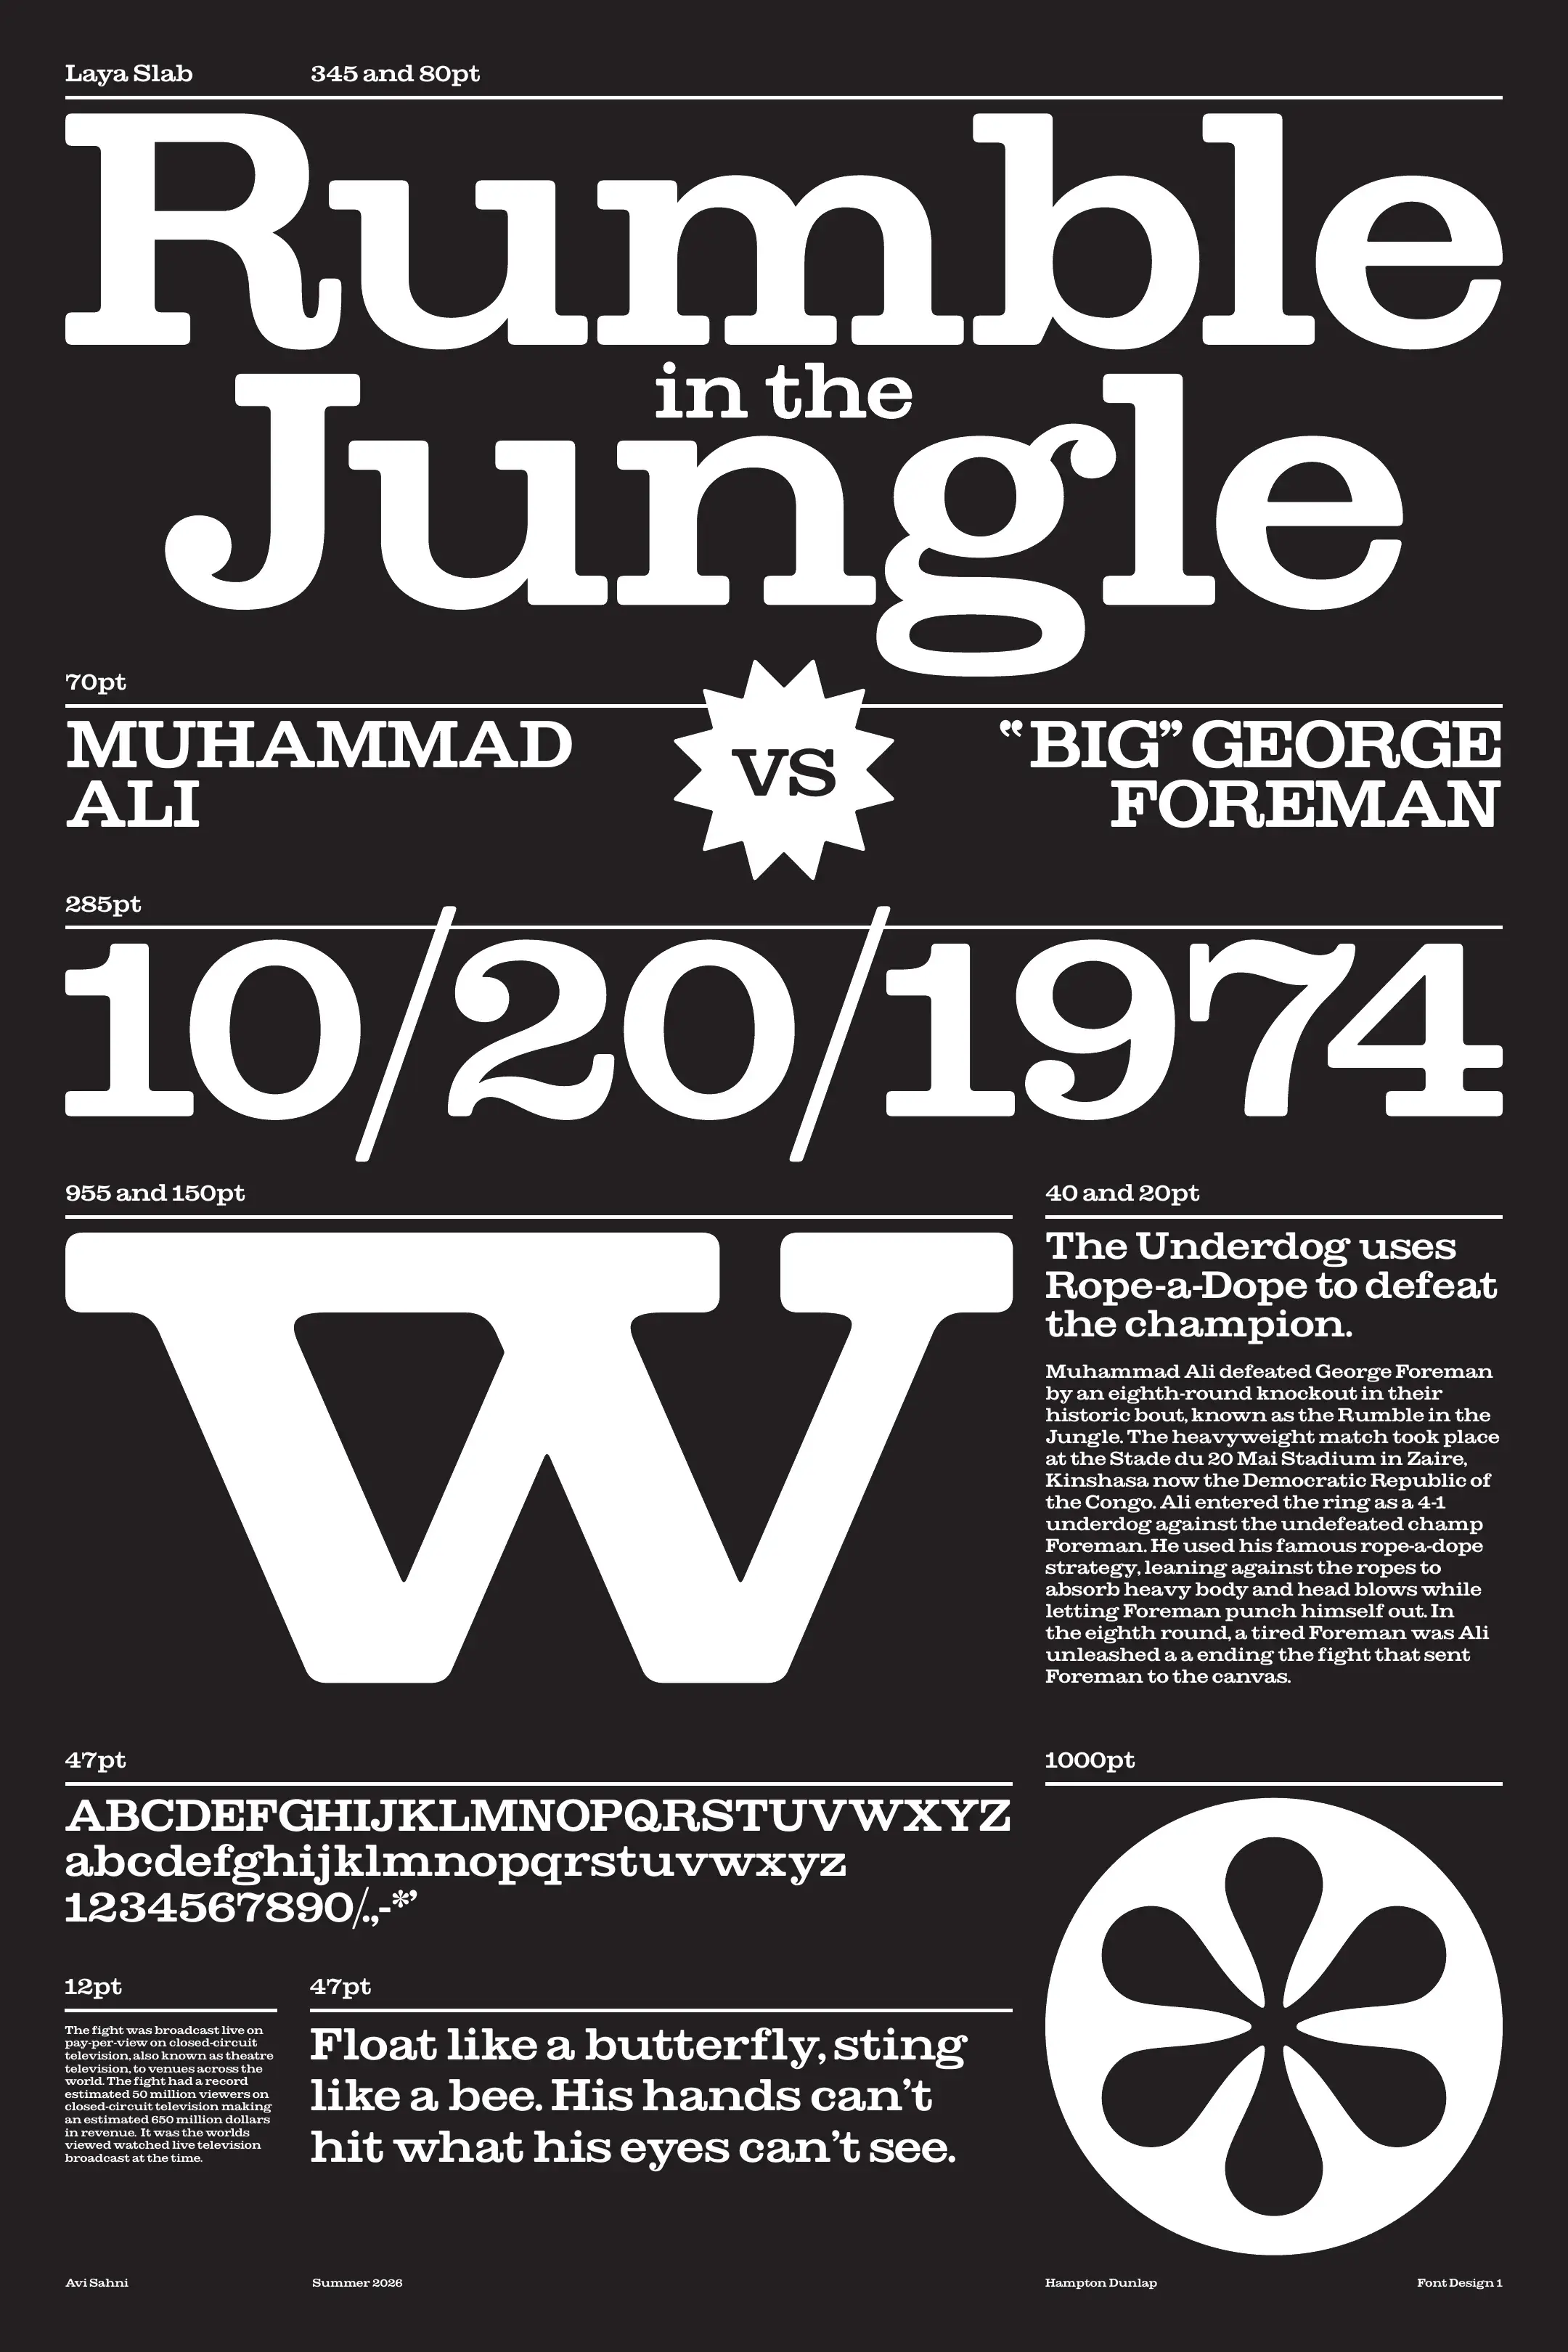 Laya Slab
345 and 80pt
Rumble
in the
Jungle
70pt
MUHAMMAD
ALI
vs
“BIG” GEORGE
FOREMAN
285pt
10/20/1974
955 and 150pt
w
40 and 20pt
The Underdog uses
Rope-a-Dope to defeat
the champion.
Muhammad Ali defeated George Foreman
by an eighth-round knockout in their
historic bout, known as the Rumble in the
Jungle. The heavyweight match took place
at the Stade du 20 Mai Stadium in Zaire,
Kinshasa now the Democratic Republic of
the Congo. Ali entered the ring as a 4-1
underdog against the undefeated champ
Foreman. He used his famous rope-a-dope
strategy, leaning against the ropes to
absorb heavy body and head blows while
letting Foreman punch himself out. In
the eighth round, a tired Foreman was Ali
unleashed a a ending the fight that sent
Foreman to the canvas.
47pt
ABCDEFGHIJKLMNOPQRSTUVWXYZ
abcdefghijklmnopqrstuvwxyz
1234567890/.,-*’
1000pt
12pt
The fight was broadcast live on
pay-per-view on closed-circuit
television, also known as theatre
television, to venues across the
world. The fight had a record
estimated 50 million viewers on
closed-circuit television making
an estimated 650 million dollars
in revenue. It was the worlds
viewed watched live television
broadcast at the time.
47pt
Float like a butterfly, sting
like a bee. His hands can’t
hit what his eyes can’t see.
Avi Sahni
Summer 2026
Hampton Dunlap
Font Design 1